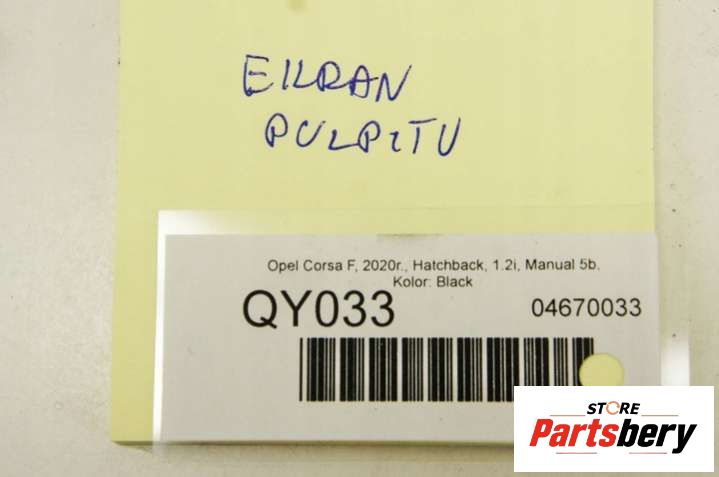 EKRAN
PULPITU
Opel Corsa F, 2020r., Hatchback, 1.2i, Manual 5b.
Kolor: Black
QY033 04670033
STORE
Partsbery